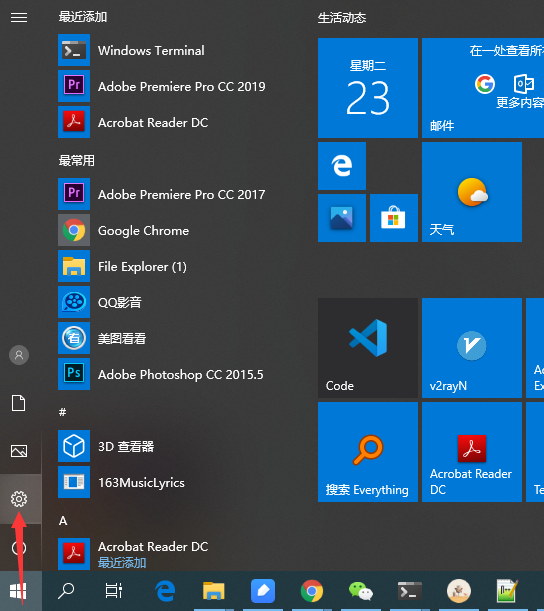 最近添加
Windows Terminal
Adobe Premiere Pro CC 2019
Acrobat Reader DC
最常用
Adobe Premiere Pro CC 2017
Google Chrome
File Explorer (1)
QQ影音
美图看看
Adobe Photoshop CC 2015.5
#
3D 查看器
163MusicLyrics
A
Acrobat Reader DC
最近添加
生活动态
星期二
23
在一处查看所
更多内容
邮件
天气
Code
v2rayN
搜索 Everything
Acrobat Reader
DC